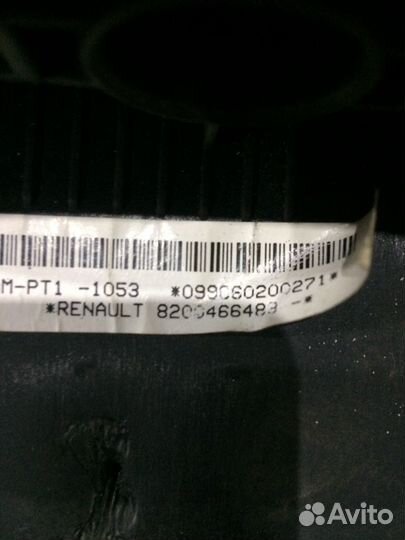 M-PT1 -1053 *099060200271*
*RENAULT 8200466483 -*
Avito